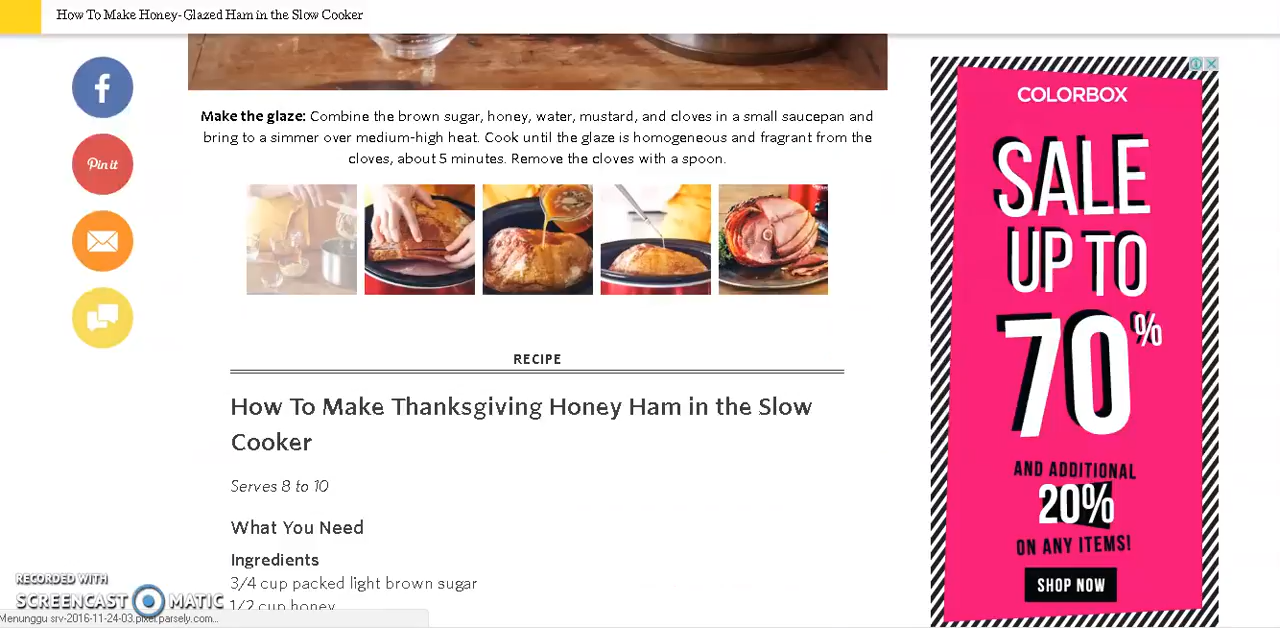 How To Make Honey-Glazed Ham in the Slow Cooker
f
Pin it
Make the glaze: Combine the brown sugar, honey, water, mustard, and cloves in a small saucepan and
bring to a simmer over medium-high heat. Cook until the glaze is homogeneous and fragrant from the
cloves, about 5 minutes. Remove the cloves with a spoon.
RECIPE
How To Make Thanksgiving Honey Ham in the Slow
Cooker
Serves 8 to 10
What You Need
Ingredients
3/4 cup packed light brown sugar
1/2 cup honey
COLORBOX
SALE
UP TO
70%
AND ADDITIONAL
20%
ON ANY ITEMS!
SHOP NOW
RECORDED WITH
SCREENCAST MATIC
Menunggu srv-2016-11-24-03.pixel.parsely.com...